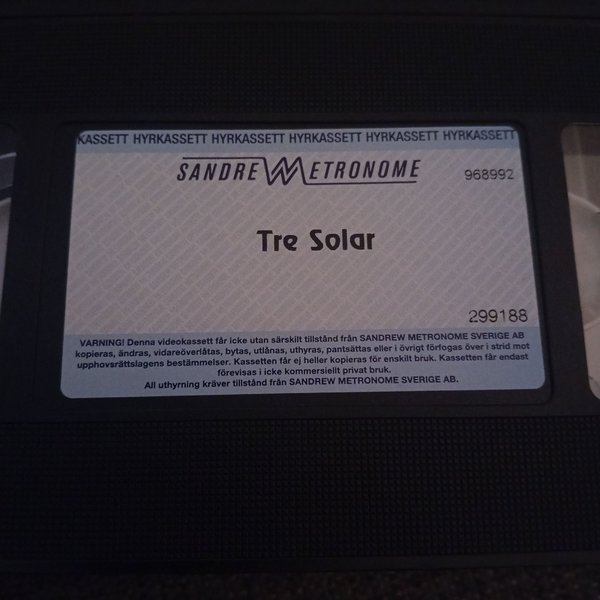 KASSETT HYRKASSETT HYRKASSETT HYRKASSETT HYRKASSETT HYRKASSETT
SANDREW METRONOME
968992
Tre Solar
299188
VARNING! Denna videokassett får icke utan särskilt tillstånd från SANDREW METRONOME SVERIGE AB
kopieras, ändras, vidareöverlåtas, bytas, utlånas, uthyras, pantsättas eller i övrigt förfogas över i strid mot
upphovsrättslagens bestämmelser. Kassetten får ej heller kopieras för enskilt bruk. Kassetten får endast
förevisas i icke kommersiellt privat bruk.
All uthyrning kräver tillstånd från SANDREW METRONOME SVERIGE AB.